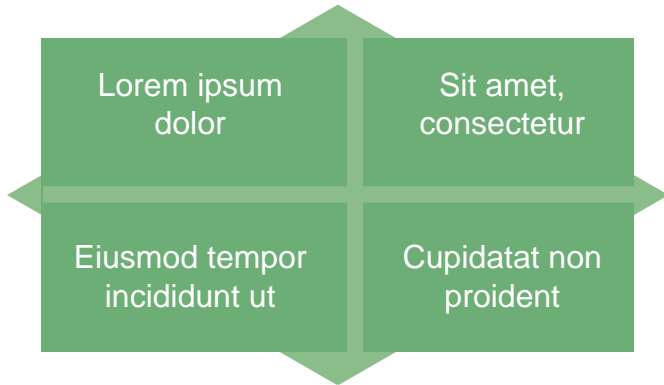 Lorem ipsum
dolor
Sit amet,
consectetur
Eiusmod tempor
incididunt ut
Cupidatat non
proident